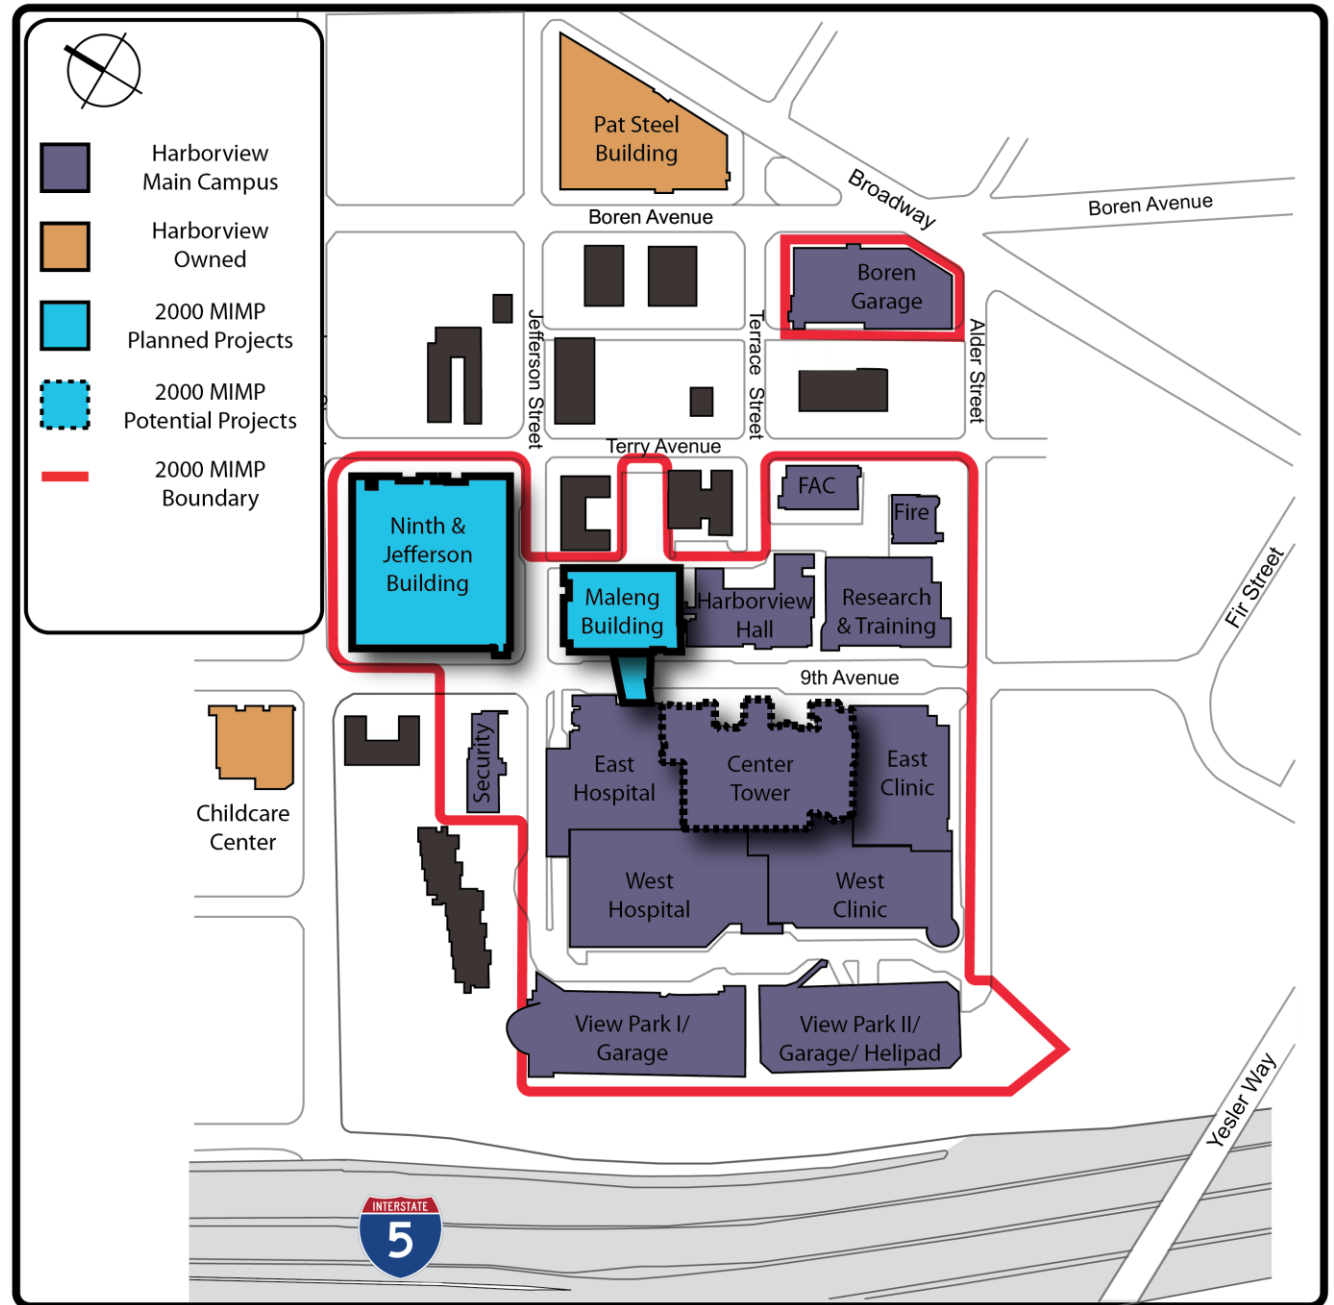 Harborview
Main Campus
Harborview
Owned
2000 MIMP
Planned Projects
2000 MIMP
Potential Projects
2000 MIMP
Boundary
Pat Steel
Building
Boren Avenue
Broadway
Boren Avenue
Boren
Garage
Jefferson Street
Terrace Street
Alder Street
Terry Avenue
FAC
Fire
Ninth &
Jefferson
Building
Maleng
Building
Harborview
Hall
Research
& Training
Fir Street
9th Avenue
Security
East
Hospital
Center
Tower
East
Clinic
Childcare
Center
West
Hospital
West
Clinic
View Park I/
Garage
View Park II/
Garage/ Helipad
Yesler Way
INTERSTATE
5